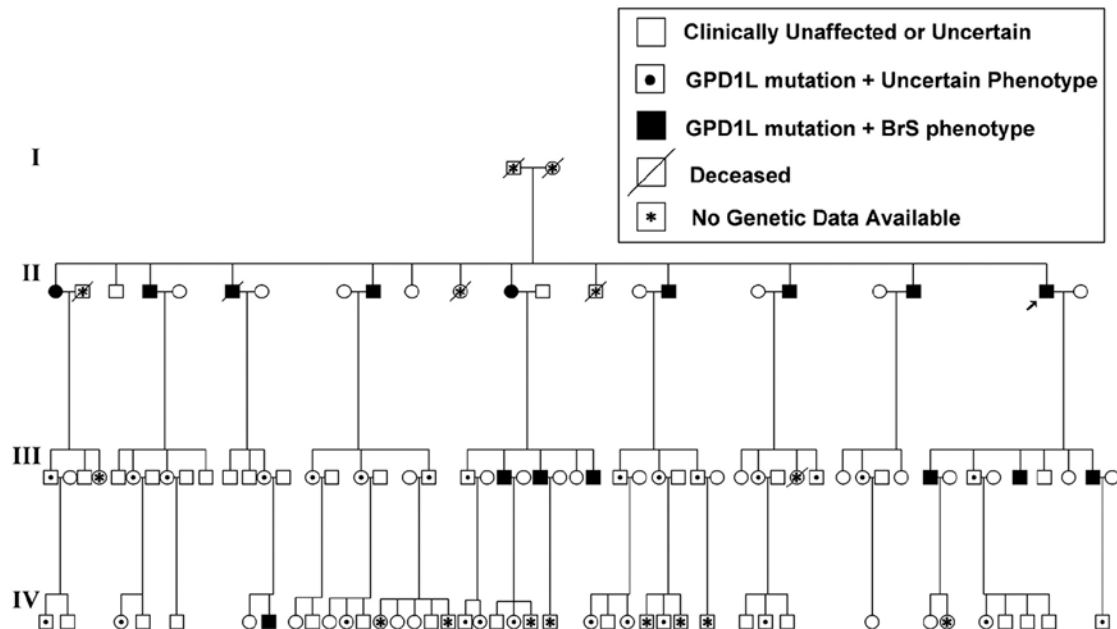 Clinically Unaffected or Uncertain
GPD1L mutation + Uncertain Phenotype
GPD1L mutation + BrS phenotype
Deceased
* No Genetic Data Available
I
II
III
IV